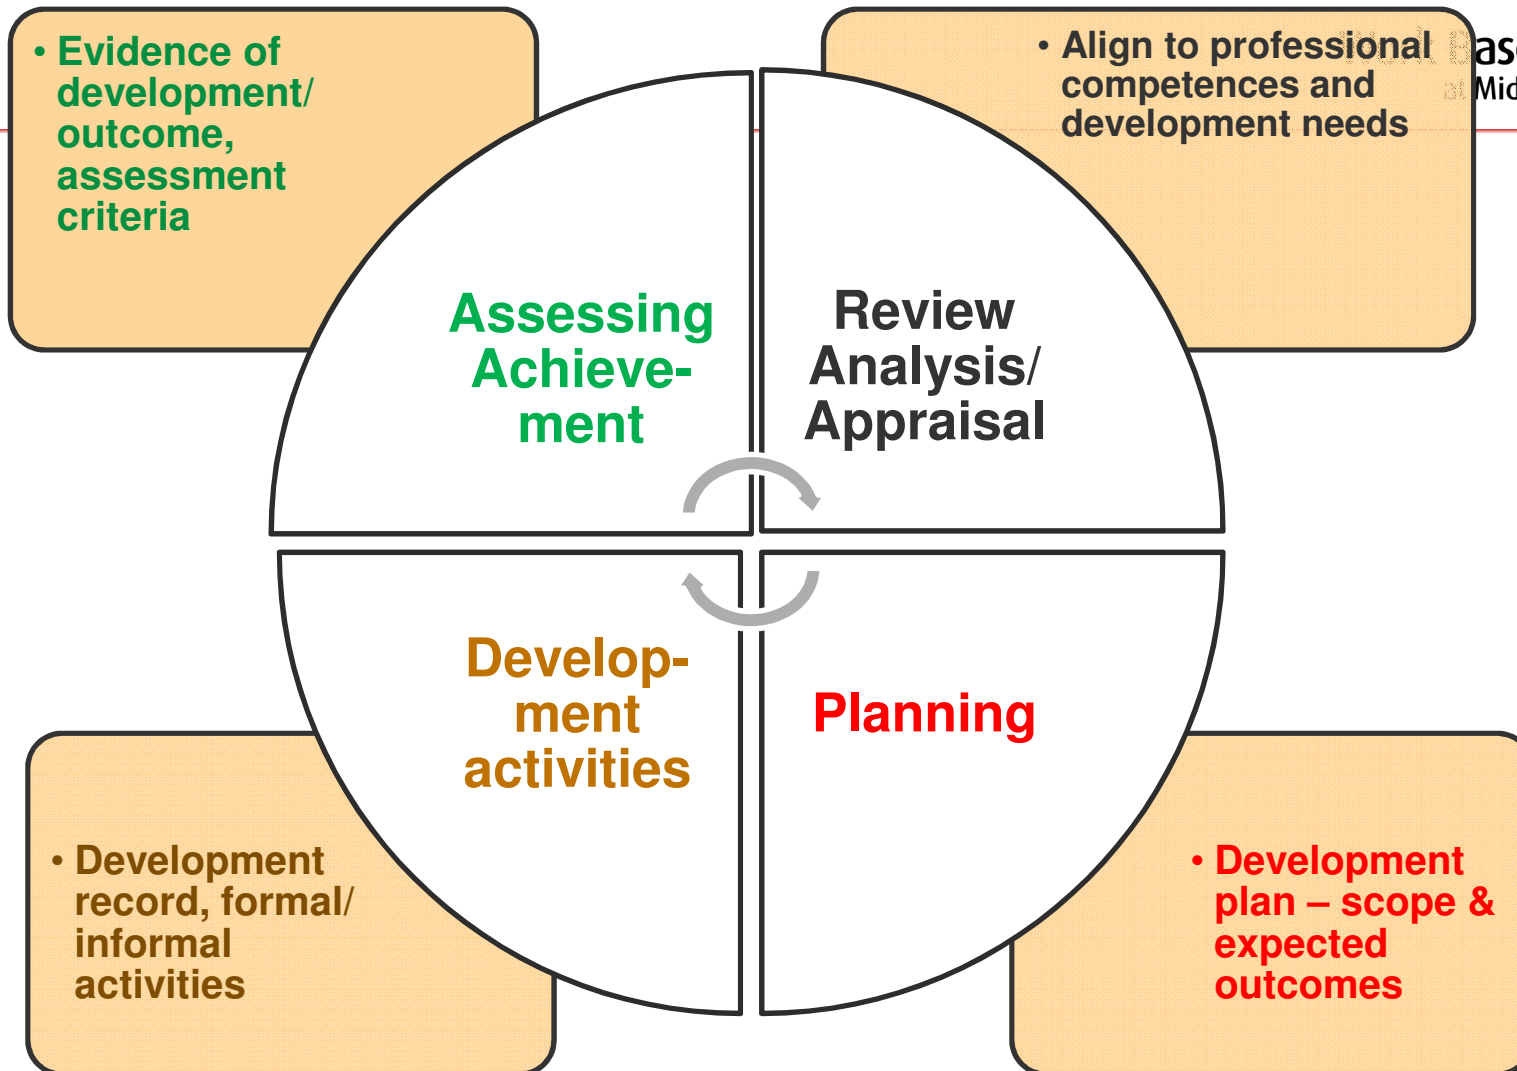 • Evidence of
development/
outcome,
assessment
criteria
• Align to professional
competences and
development needs
Assessing
Achieve-
ment
Review
Analysis/
Appraisal
Develop-
ment
activities
Planning
• Development
record, formal/
informal
activities
• Development
plan – scope &
expected
outcomes